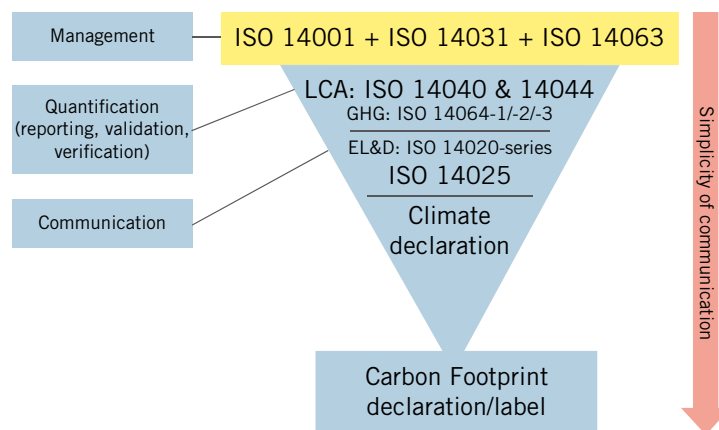 Management
ISO 14001 + ISO 14031 + ISO 14063
Quantification
(reporting, validation,
verification)
LCA: ISO 14040 & 14044
GHG: ISO 14064-1/-2/-3
EL&D: ISO 14020-series
ISO 14025
Communication
Climate
declaration
Carbon Footprint
declaration/label
Simplicity of communication